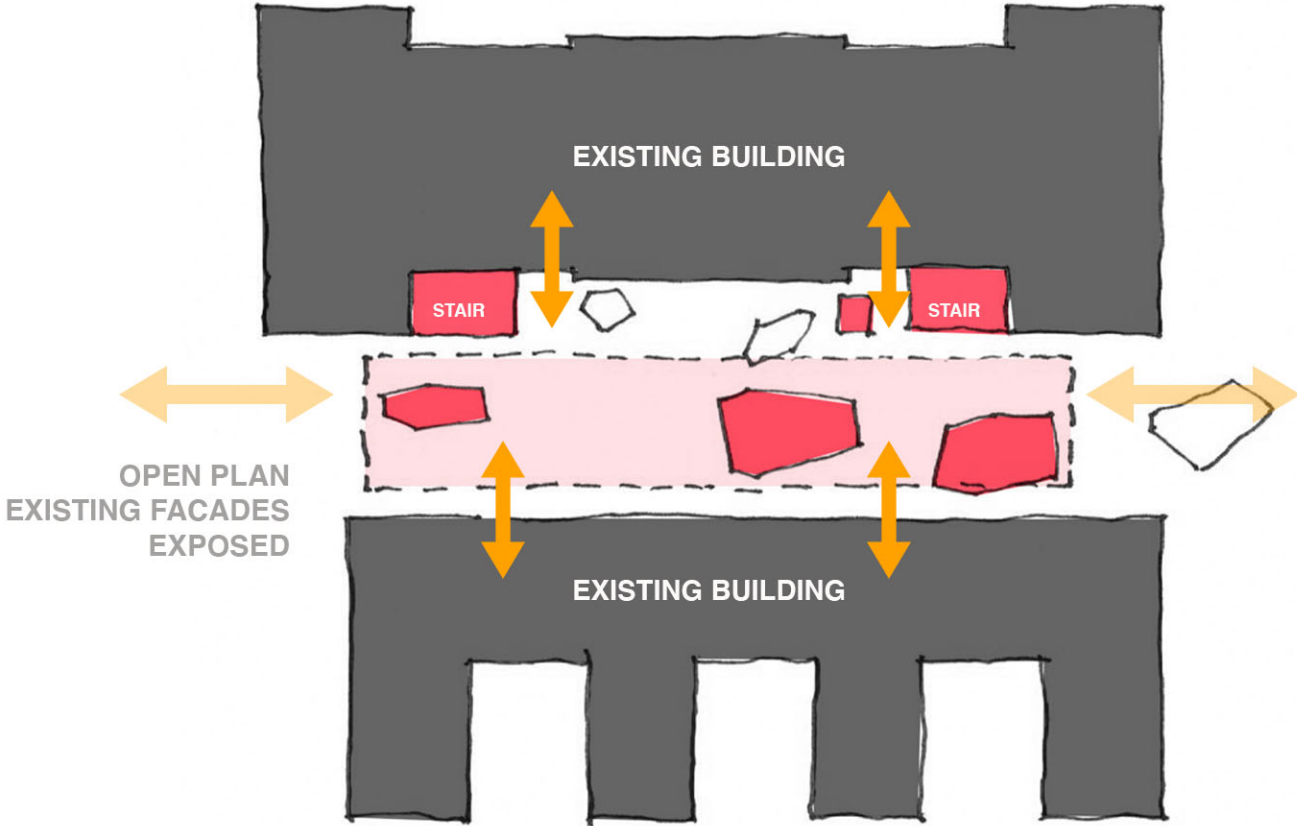 EXISTING BUILDING
STAIR
STAIR
OPEN PLAN
EXISTING FACADES
EXPOSED
EXISTING BUILDING